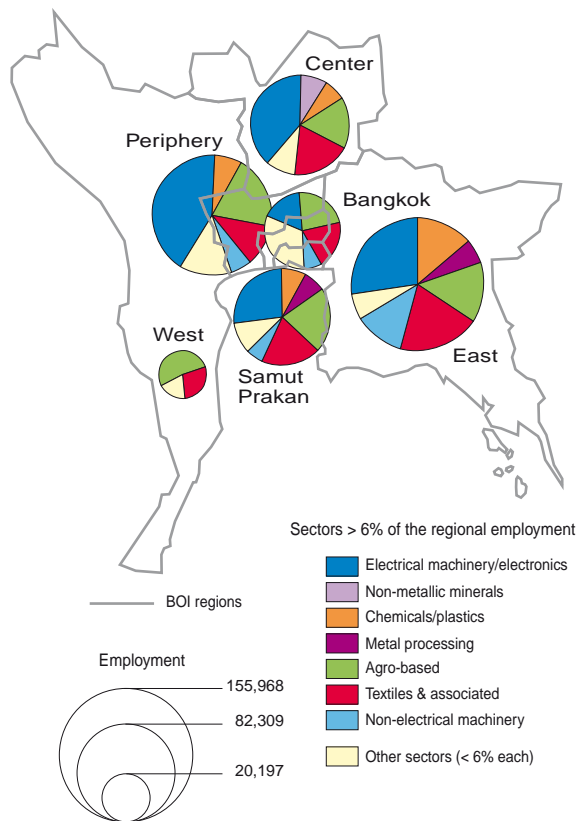 Center
Periphery
Bangkok
West
Samut
Prakan
East
Sectors > 6% of the regional employment
Electrical machinery/electronics
Non-metallic minerals
Chemicals/plastics
Metal processing
Agro-based
Textiles & associated
Non-electrical machinery
Other sectors (< 6% each)
BOI regions
Employment
155,968
82,309
20,197